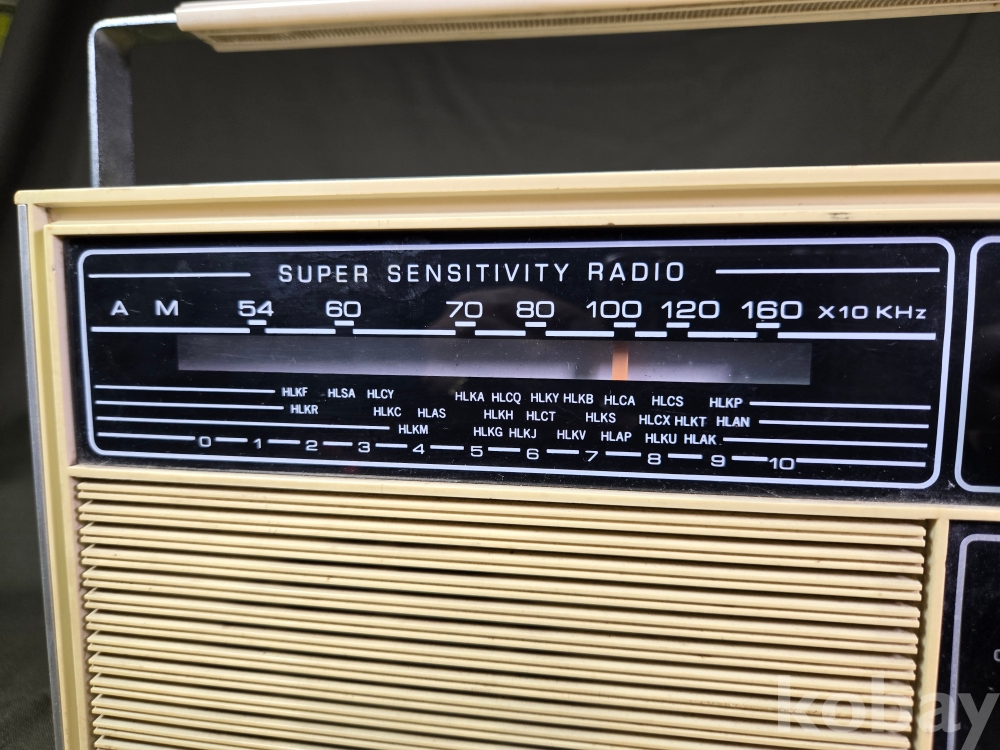 SUPER SENSITIVITY RADIO
A M 54 60 70 80 100 120 160 X10 KHz
HLKF HLSA HLCY HLKA HLCQ HLKY HLKB HLCA HLCS HLKP
HLKR HLKC HLAS HLKH HLCT HLKS HLCX HLKT HLAN
HLKM HLKG HLKJ HLKV HLAP HLKU HLAK
0 1 2 3 4 5 6 7 8 9 10
kobay